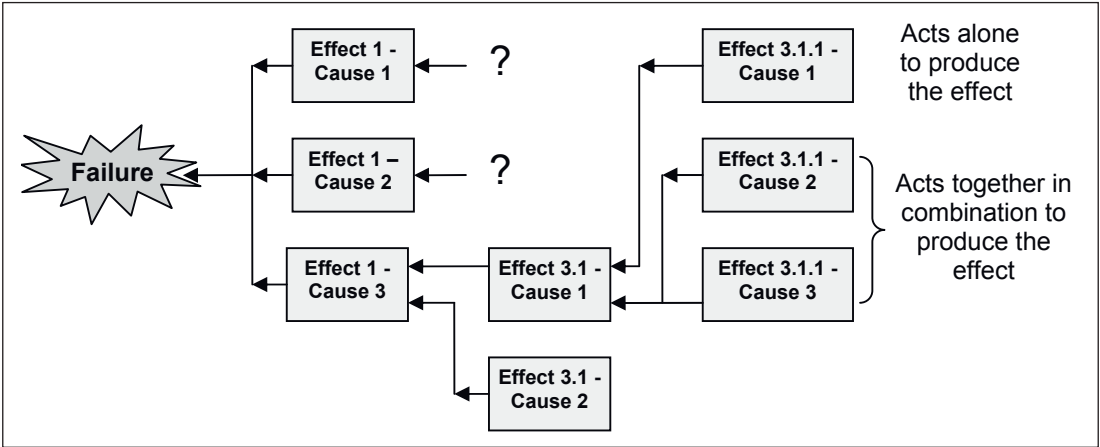 Effect 1 -
Cause 1
?
Effect 3.1.1 -
Cause 1
Acts alone
to produce
the effect
Failure
Effect 1 –
Cause 2
?
Effect 3.1.1 -
Cause 2
Acts together in
combination to
produce the
effect
Effect 1 -
Cause 3
Effect 3.1 -
Cause 1
Effect 3.1.1 -
Cause 3
Effect 3.1 -
Cause 2